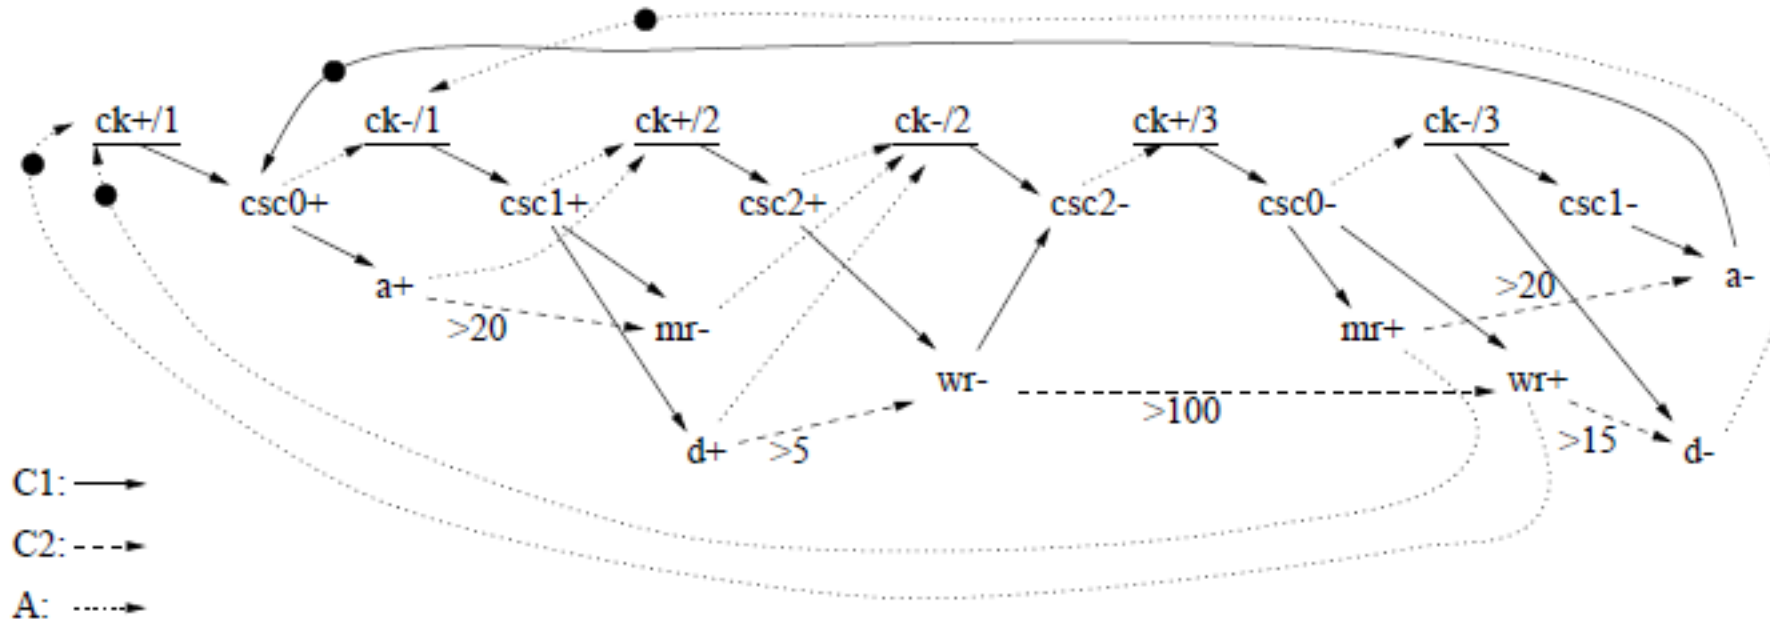 ck+/1 ck-/1 ck+/2 ck-/2 ck+/3 ck-/3
csc0+ csc1+ csc2+ csc2- csc0- csc1-
a+ a-
>20 mr- >20 mr+
wr- wr+
>100
d+ >5 >15 d-
C1:
C2:
A: